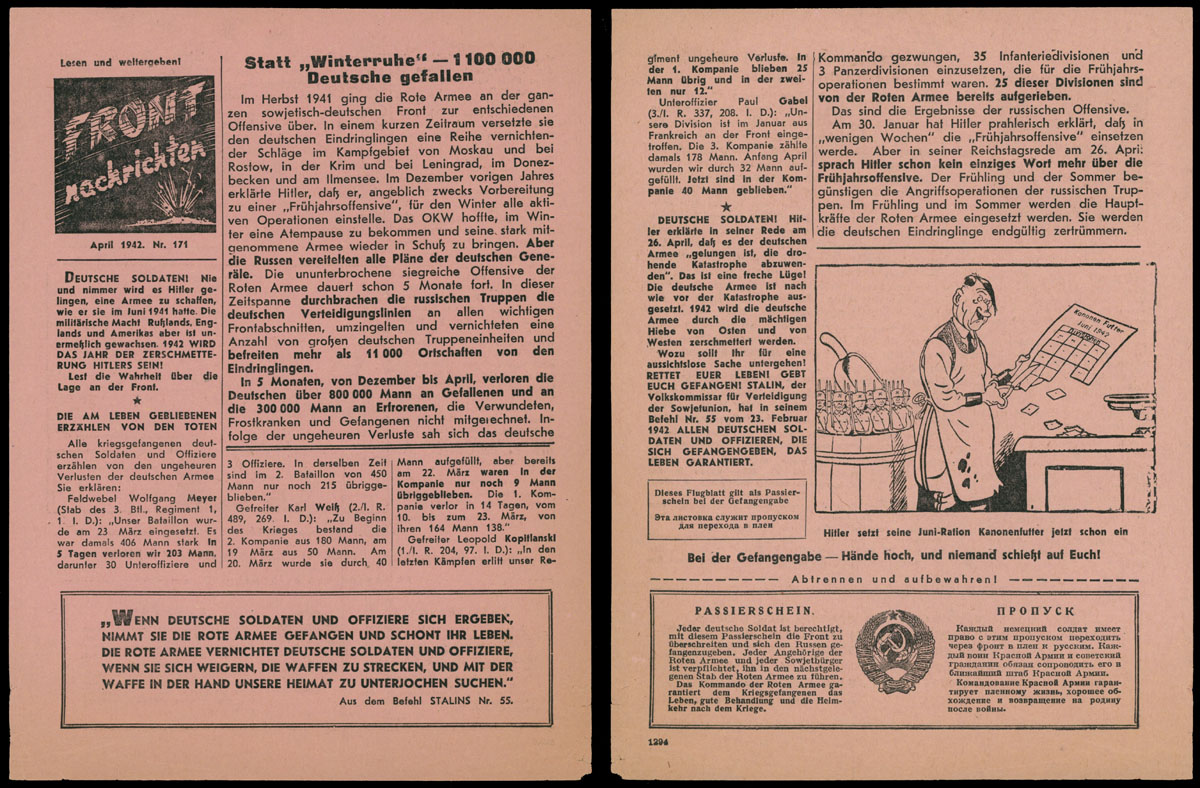 Lesen und weitergeben!
FRONT
nachrichten
April 1942. Nr. 171
DEUTSCHE SOLDATEN! Nie
und nimmer wird es Hitler ge-
lingen, eine Armee zu schaffen,
wie er sie im Juni 1941 hatte. Die
militärische Macht Rußlands, Eng-
lands und Amerikas aber ist un-
ermeßlich gewachsen. 1942 WIRD
DAS JAHR DER ZERSCHMETTE-
RUNG HITLERS SEIN!
Lest die Wahrheit über die
Lage an der Front.
★
DIE AM LEBEN GEBLIEBENEN
ERZÄHLEN VON DEN TOTEN
Alle kriegsgefangenen deut-
schen Soldaten und Offiziere
erzählen von den ungeheuren
Verlusten der deutschen Armee
Sie erklären:
Feldwebel Wolfgang Meyer
(Stab des 3. Btl., Regiment 1,
1. I. D.): „Unser Bataillon wur-
de am 23 März eingesetzt. Es
war damals 406 Mann stark In
5 Tagen verloren wir 203 Mann,
darunter 30 Unteroffiziere und
Statt „Winterruhe“ — 1 100 000
Deutsche gefallen
Im Herbst 1941 ging die Rote Armee an der gan-
zen sowjetisch-deutschen Front zur entschiedenen
Offensive über. In einem kurzen Zeitraum versetzte sie
den deutschen Eindringlingen eine Reihe vernichten-
der Schläge im Kampfgebiet von Moskau und bei
Rostow, in der Krim und bei Leningrad, im Donez-
becken und am Ilmensee. Im Dezember vorigen Jahres
erklärte Hitler, daß er, angeblich zwecks Vorbereitung
zu einer „Frühjahrsoffensive“, für den Winter alle akti-
ven Operationen einstelle. Das OKW hoffte, im Win-
ter eine Atempause zu bekommen und seine stark mit-
genommene Armee wieder in Schuß zu bringen. Aber
die Russen vereitelten alle Pläne der deutschen Gene-
räle. Die ununterbrochene siegreiche Offensive der
Roten Armee dauert schon 5 Monate fort. In dieser
Zeitspanne durchbrachen die russischen Truppen die
deutschen Verteidigungslinien an allen wichtigen
Frontabschnitten, umzingelten und vernichteten eine
Anzahl von großen deutschen Truppeneinheiten und
befreiten mehr als 11 000 Ortschaften von den
Eindringlingen.
In 5 Monaten, von Dezember bis April, verloren die
Deutschen über 800 000 Mann an Gefallenen und an
die 300 000 Mann an Erfrorenen, die Verwundeten,
Frostkranken und Gefangenen nicht mitgerechnet. In-
folge der ungeheuren Verluste sah sich das deutsche
3 Offiziere. In derselben Zeit
sind im 2. Bataillon von 450
Mann nur noch 215 übrigge-
blieben.“
Gefreiter Karl Weiß (2./I. R.
489, 269. I. D.): „Zu Beginn
des Krieges bestand die
2. Kompanie aus 180 Mann, am
19 März aus 50 Mann. Am
20. März wurde sie durch 40
Mann aufgefüllt, aber bereits
am 22. März waren in der
Kompanie nur noch 9 Mann
übriggeblieben. Die 1. Kom-
panie verlor in 14 Tagen, vom
10. bis zum 23. März, von
ihren 164 Mann 138.“
Gefreiter Leopold Kopitlanski
(1./I. R. 204, 97. I. D.): „In den
letzten Kämpfen erlitt unser Re-
„WENN DEUTSCHE SOLDATEN UND OFFIZIERE SICH ERGEBEN,
NIMMT SIE DIE ROTE ARMEE GEFANGEN UND SCHONT IHR LEBEN.
DIE ROTE ARMEE VERNICHTET DEUTSCHE SOLDATEN UND OFFIZIERE,
WENN SIE SICH WEIGERN, DIE WAFFEN ZU STRECKEN, UND MIT DER
WAFFE IN DER HAND UNSERE HEIMAT ZU UNTERJOCHEN SUCHEN.“
Aus dem Befehl STALINS Nr. 55.
giment ungeheure Verluste. In
der 1. Kompanie blieben 25
Mann übrig und in der zwei-
ten nur 12.“
Unteroffizier Paul Gabel
(3./I. R. 337, 208. I. D.): „Un-
sere Division ist im Januar aus
Frankreich an der Front einge-
troffen. Die 3. Kompanie zählte
damals 178 Mann. Anfang April
wurden wir durch 32 Mann auf-
gefüllt. Jetzt sind in der Kom-
panie 40 Mann geblieben.“
★
DEUTSCHE SOLDATEN! Hit-
ler erklärte in seiner Rede am
26. April, daß es der deutschen
Armee „gelungen ist, die dro-
hende Katastrophe abzuwen-
den“. Das ist eine freche Lüge!
Die deutsche Armee ist nach
wie vor der Katastrophe aus-
gesetzt. 1942 wird die deutsche
Armee durch die mächtigen
Hiebe von Osten und von
Westen zerschmettert werden.
Wozu sollt Ihr für eine
aussichtslose Sache untergehen!
RETTET EUER LEBEN! GEBT
EUCH GEFANGEN! STALIN, der
Volkskommissar für Verteidigung
der Sowjetunion, hat in seinem
Befehl Nr. 55 vom 23. Februar
1942 ALLEN DEUTSCHEN SOL-
DATEN UND OFFIZIEREN, DIE
SICH GEFANGENGEBEN, DAS
LEBEN GARANTIERT.
Dieses Flugblatt gilt als Passier-
schein bei der Gefangengabe
Эта листовка служит пропуском
для перехода в плен
Kommando gezwungen, 35 Infanteriedivisionen und
3 Panzerdivisionen einzusetzen, die für die Frühjahrs-
operationen bestimmt waren. 25 dieser Divisionen sind
von der Roten Armee bereits aufgerieben.
Das sind die Ergebnisse der russischen Offensive.
Am 30. Januar hat Hitler prahlerisch erklärt, daß in
„wenigen Wochen“ die „Frühjahrsoffensive“ einsetzen
werde. Aber in seiner Reichstagsrede am 26. April
sprach Hitler schon kein einziges Wort mehr über die
Frühjahrsoffensive. Der Frühling und der Sommer be-
günstigen die Angriffsoperationen der russischen Trup-
pen. Im Frühling und im Sommer werden die Haupt-
kräfte der Roten Armee eingesetzt werden. Sie werden
die deutschen Eindringlinge endgültig zertrümmern.
Kanonen Futter
Juni 1942
Hitler setzt seine Juni-Ration Kanonenfutter jetzt schon ein
Bei der Gefangengabe — Hände hoch, und niemand schießt auf Euch!
Abtrennen und aufbewahren!
PASSIERSCHEIN.
Jeder deutsche Soldat ist berechtigt,
mit diesem Passierschein die Front zu
überschreiten und sich den Russen ge-
fangenzugeben. Jeder Angehörige der
Roten Armee und jeder Sowjetbürger
ist verpflichtet, ihn in den nächstgele-
genen Stab der Roten Armee zu führen.
Das Kommando der Roten Armee ga-
rantiert dem Kriegsgefangenen das
Leben, gute Behandlung und die Heim-
kehr nach dem Kriege.
ПРОПУСК
Каждый немецкий солдат имеет
право с этим пропуском переходить
через фронт в плен к русским. Каж-
дый воин Красной Армии и советский
гражданин обязан сопроводить его в
ближайший штаб Красной Армии.
Командование Красной Армии гаран-
тирует пленному жизнь, хорошее об-
хождение и возвращение на родину
после войны.
1294